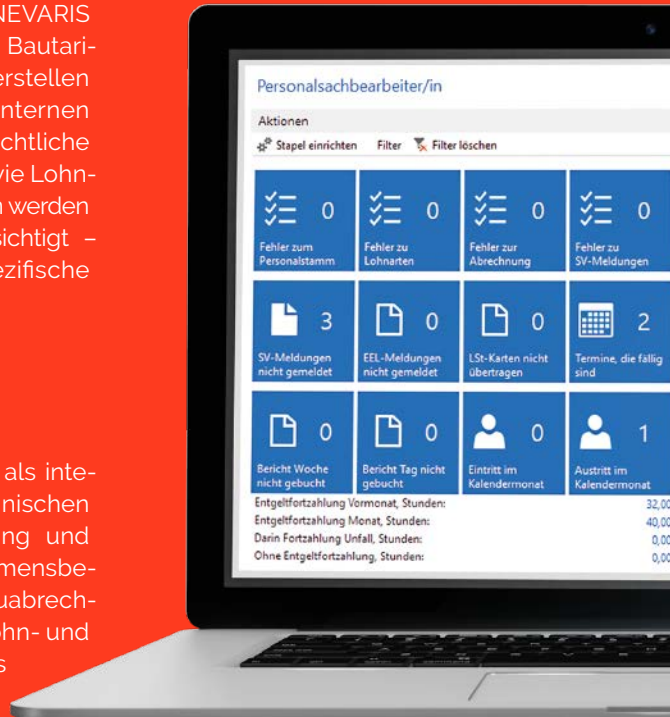 NEVARIS
Bautari-
erstellen
nternen
chtliche
vie Lohn-
n werden
sichtigt –
ezifische
als inte-
nischen
ng und
mensbe-
uabrech-
ohn- und
s
Personalsachbearbeiter/in
Aktionen
Stapel einrichten Filter Filter löschen
0 0 0 0
Fehler zum Fehler zu Fehler zur Fehler zu
Personalstamm Lohnarten Abrechnung SV-Meldungen
3 0 0 2
SV-Meldungen EEL-Meldungen LSt-Karten nicht Termine, die fällig
nicht gemeldet nicht gemeldet übertragen sind
0 0 0 1
Bericht Woche Bericht Tag nicht Eintritt im Austritt im
nicht gebucht gebucht Kalendermonat Kalendermonat
Entgeltfortzahlung Vormonat, Stunden: 32,00
Entgeltfortzahlung Monat, Stunden: 40,00
Darin Fortzahlung Unfall, Stunden: 0,00
Ohne Entgeltfortzahlung, Stunden: 0,00